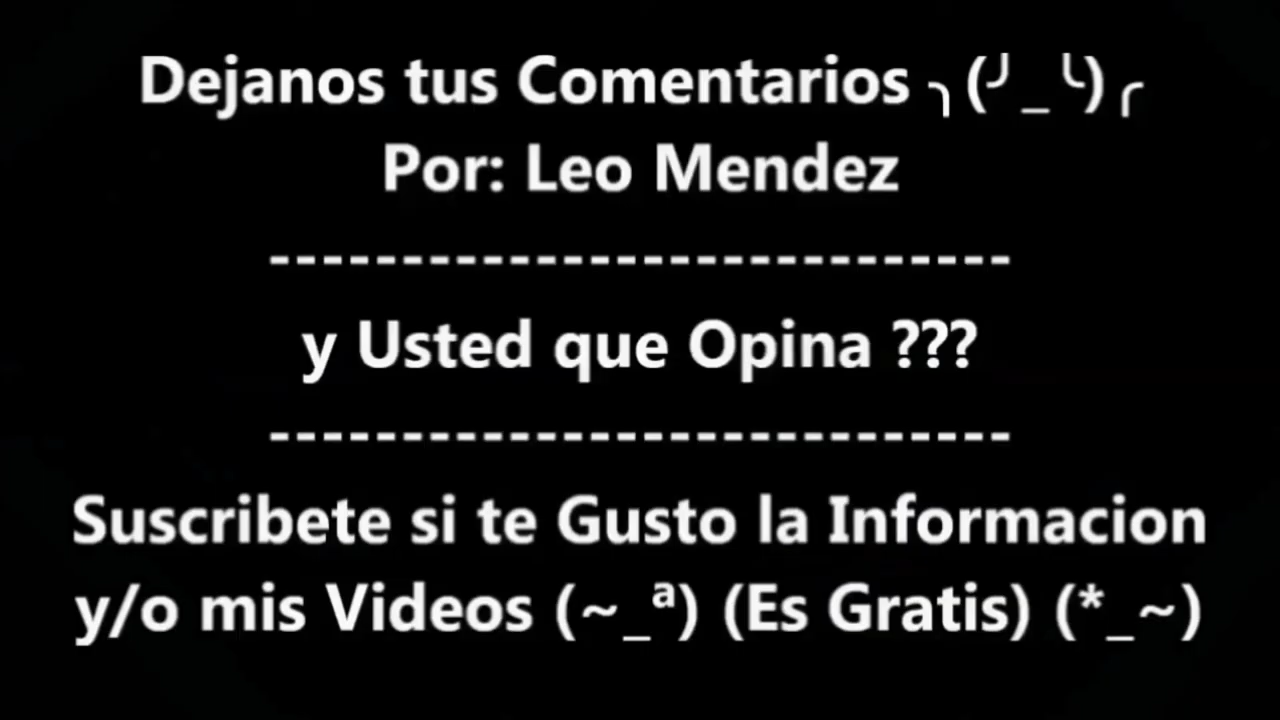 Dejanos tus Comentarios ╮(╯_╰)╭
Por: Leo Mendez
----------------------------
y Usted que Opina ???
----------------------------
Suscribete si te Gusto la Informacion
y/o mis Videos (~_ª) (Es Gratis) (*_~)